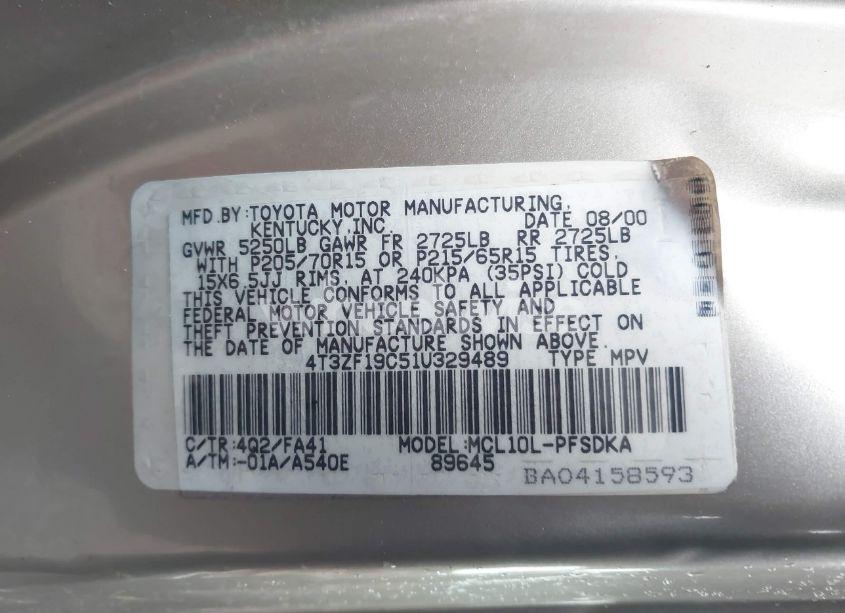 MFD.BY:TOYOTA MOTOR MANUFACTURING,
KENTUCKY,INC. DATE 08/00
GVWR 5250LB GAWR FR 2725LB RR 2725LB
WITH P205/70R15 OR P215/65R15 TIRES,
15X6.5JJ RIMS, AT 240KPA (35PSI) COLD
THIS VEHICLE CONFORMS TO ALL APPLICABLE
FEDERAL MOTOR VEHICLE SAFETY AND
THEFT PREVENTION STANDARDS IN EFFECT ON
THE DATE OF MANUFACTURE SHOWN ABOVE.
4T3ZF19C51U329489 TYPE MPV
C/TR:4Q2/FA41 MODEL:MCL10L-PFSDKA
A/TM:-01A/A540E 89645
BA04158593